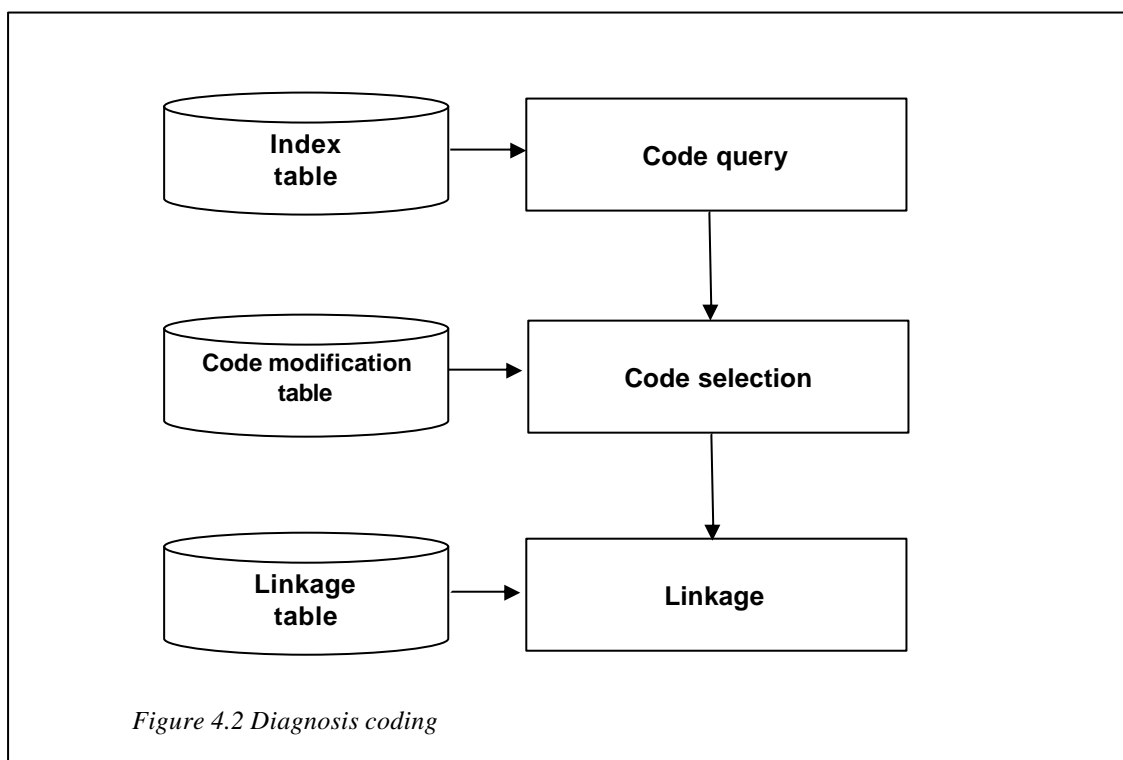 Index
table
Code query
Code modification
table
Code selection
Linkage
table
Linkage
Figure 4.2 Diagnosis coding